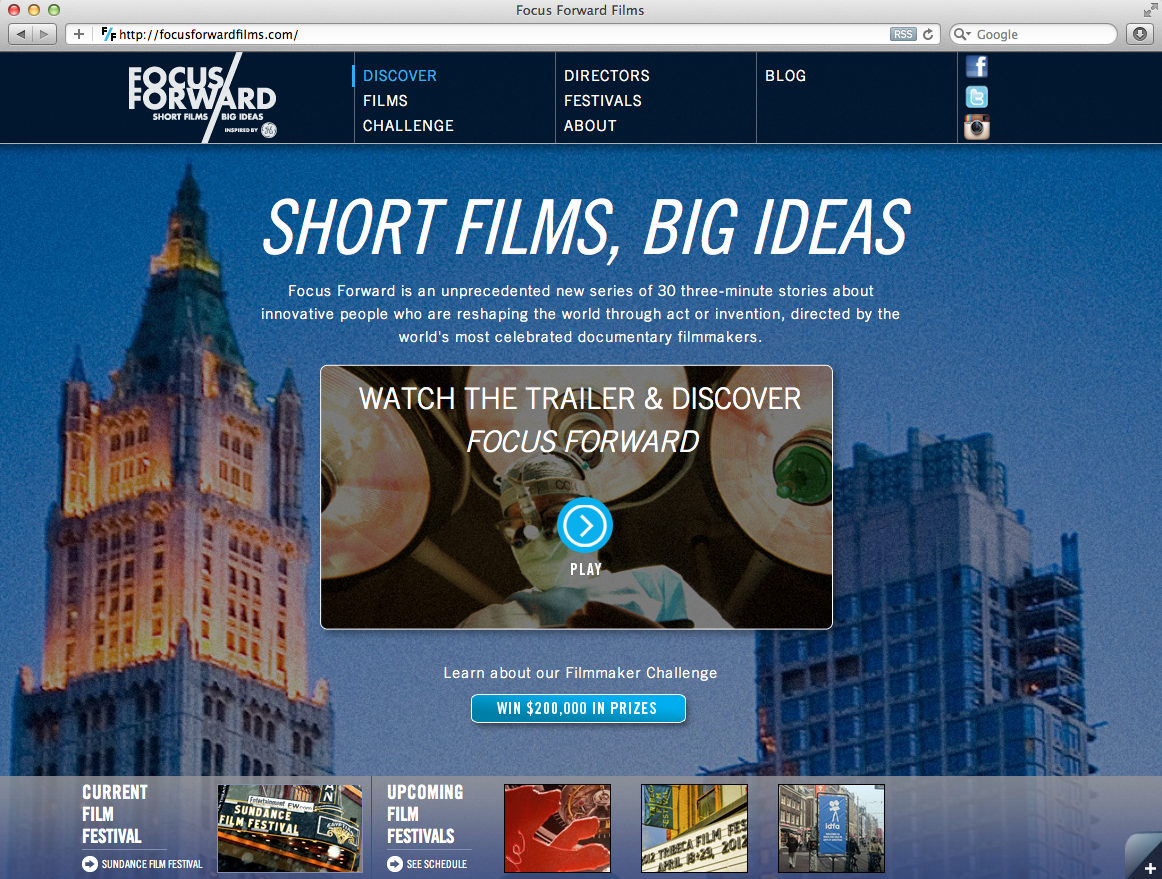 Focus Forward Films
http://focusforwardfilms.com/
RSS
Google
FOCUS
FORWARD
SHORT FILMS / BIG IDEAS
INSPIRED BY
DISCOVER
FILMS
CHALLENGE
DIRECTORS
FESTIVALS
ABOUT
BLOG
SHORT FILMS, BIG IDEAS
Focus Forward is an unprecedented new series of 30 three-minute stories about
innovative people who are reshaping the world through act or invention, directed by the
world's most celebrated documentary filmmakers.
WATCH THE TRAILER & DISCOVER
FOCUS FORWARD
PLAY
Learn about our Filmmaker Challenge
WIN $200,000 IN PRIZES
CURRENT
FILM
FESTIVAL
SUNDANCE FILM FESTIVAL
Entertainment EW.com
SUNDANCE
FILM FESTIVAL
UPCOMING
FILM
FESTIVALS
SEE SCHEDULE
2012 TRIBECA FILM FES
APRIL 18-29, 2012
idfa